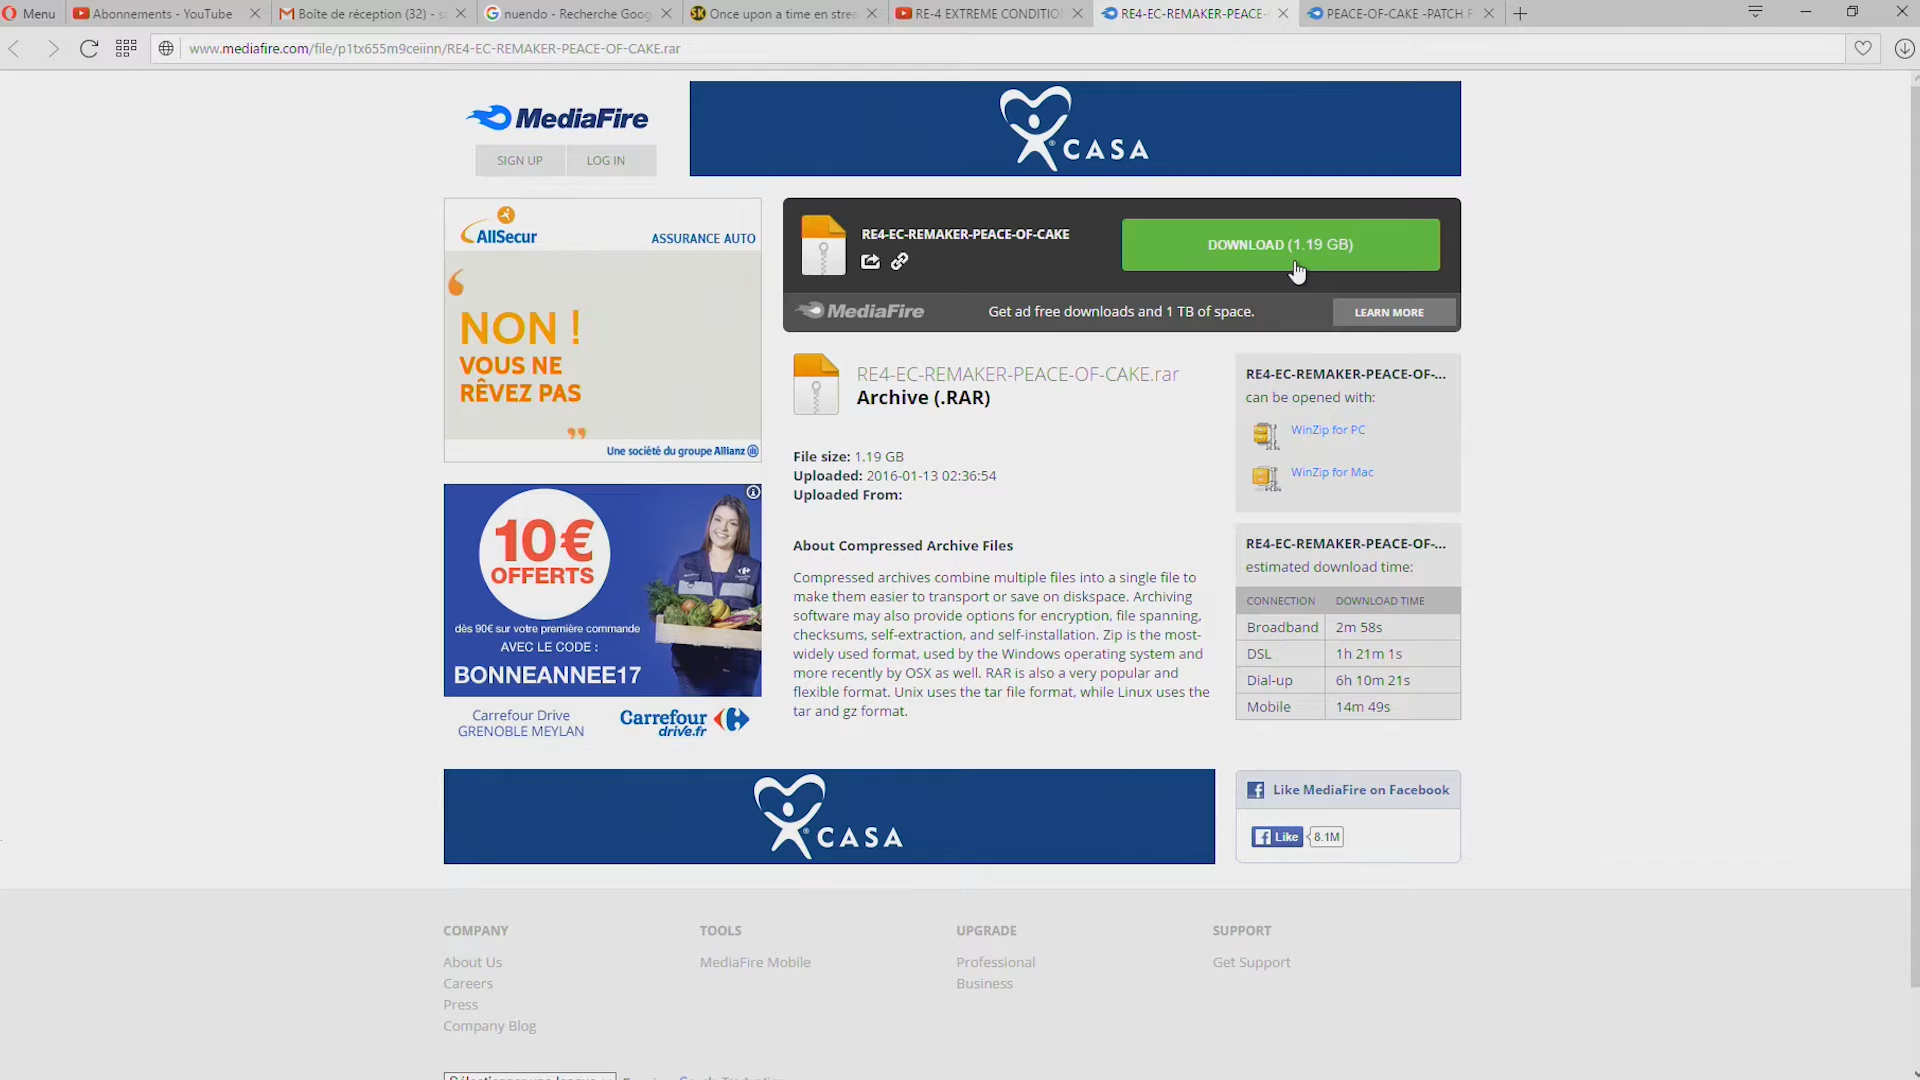 Menu
Abonnements - YouTube
Boîte de réception (32) - s
nuendo - Recherche Goog
Once upon a time en strea
RE-4 EXTREME CONDITIO
RE4-EC-REMAKER-PEACE-
PEACE-OF-CAKE -PATCH F
www.mediafire.com/file/p1tx655m9ceiinn/RE4-EC-REMAKER-PEACE-OF-CAKE.rar
MediaFire
SIGN UP
LOG IN
CASA
AllSecur
ASSURANCE AUTO
NON !
VOUS NE
RÊVEZ PAS
Une société du groupe Allianz
RE4-EC-REMAKER-PEACE-OF-CAKE
DOWNLOAD (1.19 GB)
MediaFire
Get ad free downloads and 1 TB of space.
LEARN MORE
RE4-EC-REMAKER-PEACE-OF-CAKE.rar
Archive (.RAR)
File size: 1.19 GB
Uploaded: 2016-01-13 02:36:54
Uploaded From:
About Compressed Archive Files
Compressed archives combine multiple files into a single file to
make them easier to transport or save on diskspace. Archiving
software may also provide options for encryption, file spanning,
checksums, self-extraction, and self-installation. Zip is the most-
widely used format, used by the Windows operating system and
more recently by OSX as well. RAR is also a very popular and
flexible format. Unix uses the tar file format, while Linux uses the
tar and gz format.
RE4-EC-REMAKER-PEACE-OF-...
can be opened with:
WinZip for PC
WinZip for Mac
RE4-EC-REMAKER-PEACE-OF-...
estimated download time:
CONNECTION DOWNLOAD TIME
Broadband 2m 58s
DSL 1h 21m 1s
Dial-up 6h 10m 21s
Mobile 14m 49s
10€
OFFERTS
dès 90€ sur votre première commande
AVEC LE CODE :
BONNEANNEE17
Carrefour Drive
GRENOBLE MEYLAN
Carrefour
drive.fr
CASA
Like MediaFire on Facebook
Like
8.1M
COMPANY
About Us
Careers
Press
Company Blog
TOOLS
MediaFire Mobile
UPGRADE
Professional
Business
SUPPORT
Get Support